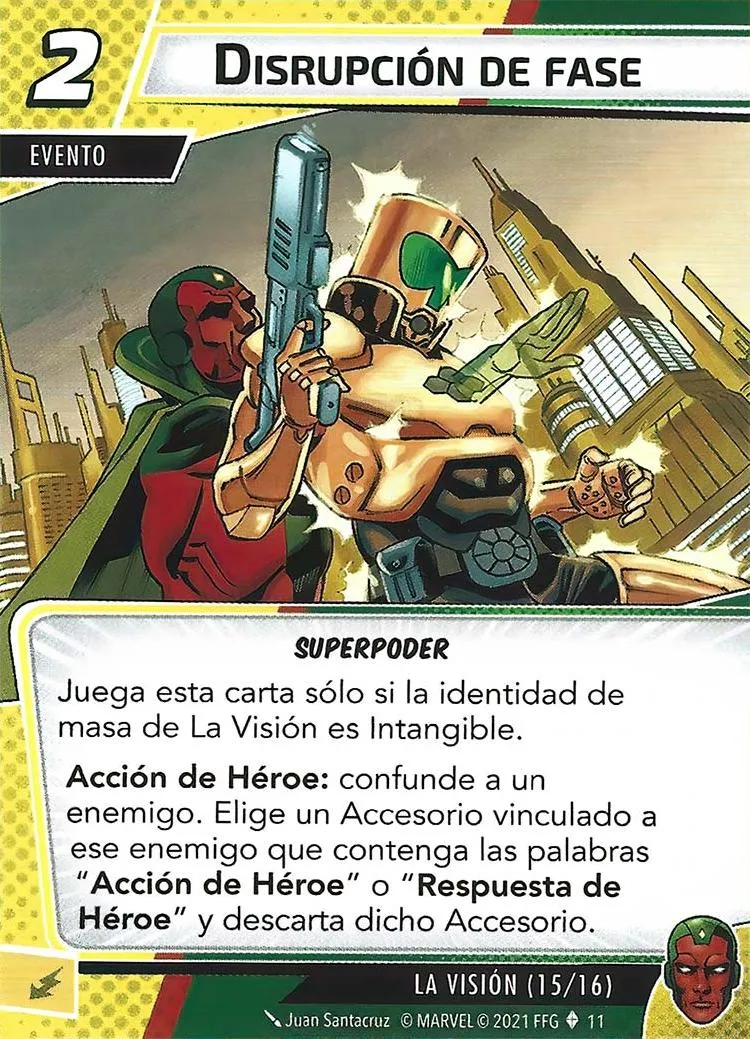 2
DISRUPCIÓN DE FASE
EVENTO
SUPERPODER
Juega esta carta sólo si la identidad de
masa de La Visión es Intangible.
Acción de Héroe: confunde a un
enemigo. Elige un Accesorio vinculado a
ese enemigo que contenga las palabras
“Acción de Héroe” o “Respuesta de
Héroe” y descarta dicho Accesorio.
LA VISIÓN (15/16)
Juan Santacruz © MARVEL © 2021 FFG 11